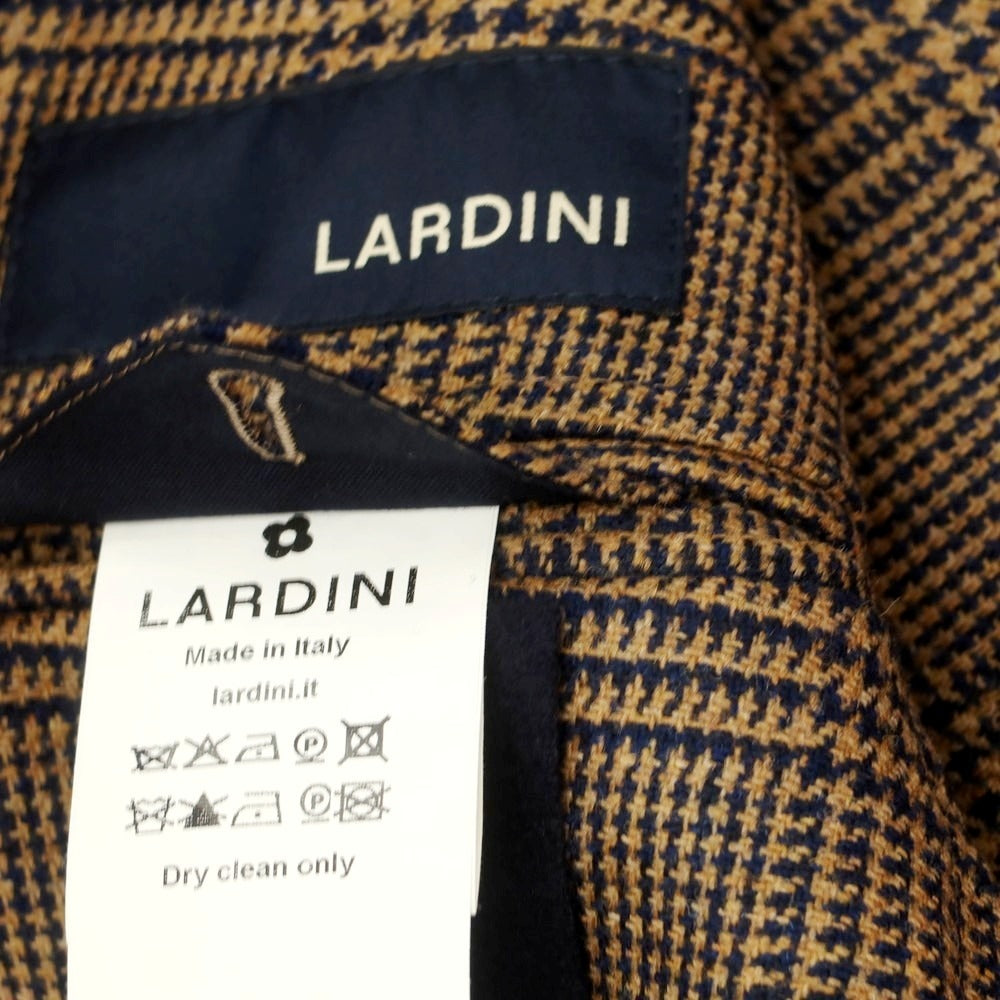 LARDINI
LARDINI
Made in Italy
lardini.it
P
P
Dry clean only